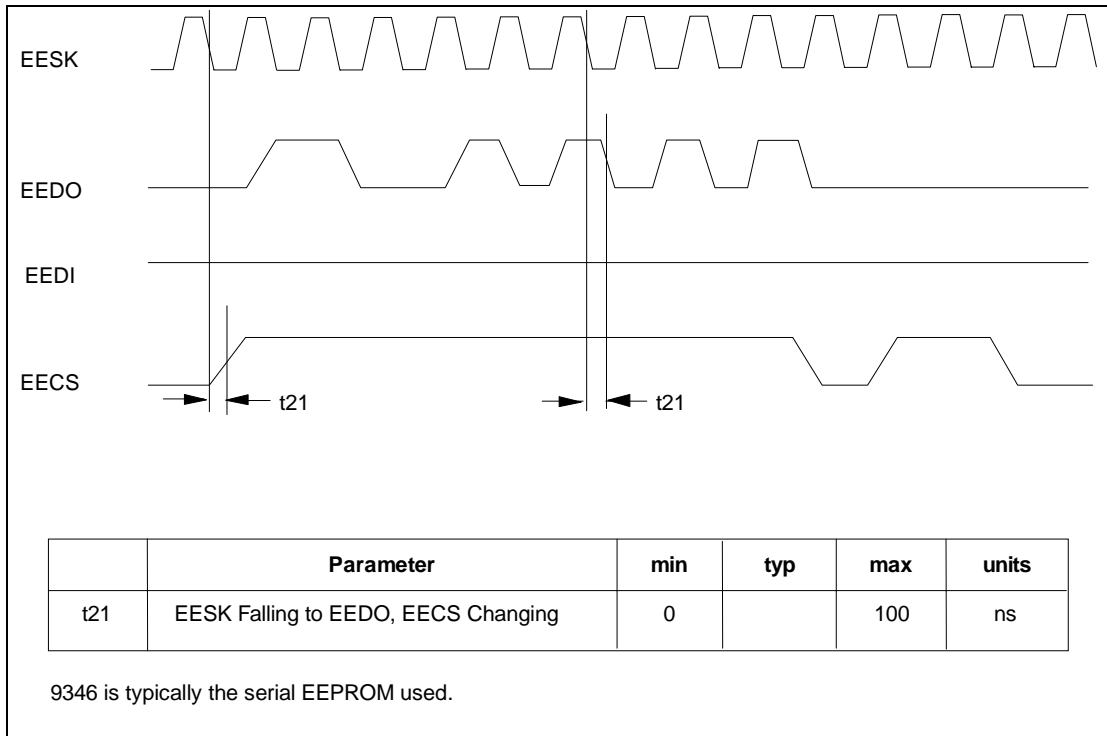 EESK
EEDO
EEDI
EECS
t21 t21
Parameter min typ max units
t21 EESK Falling to EEDO, EECS Changing 0 100 ns
9346 is typically the serial EEPROM used.